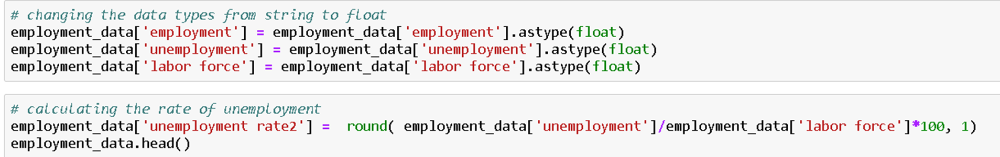 # changing the data types from string to float
employment_data['employment'] = employment_data['employment'].astype(float)
employment_data['unemployment'] = employment_data['unemployment'].astype(float)
employment_data['labor force'] = employment_data['labor force'].astype(float)
# calculating the rate of unemployment
employment_data['unemployment rate2'] =  round( employment_data['unemployment']/employment_data['labor force']*100, 1)
employment_data.head()